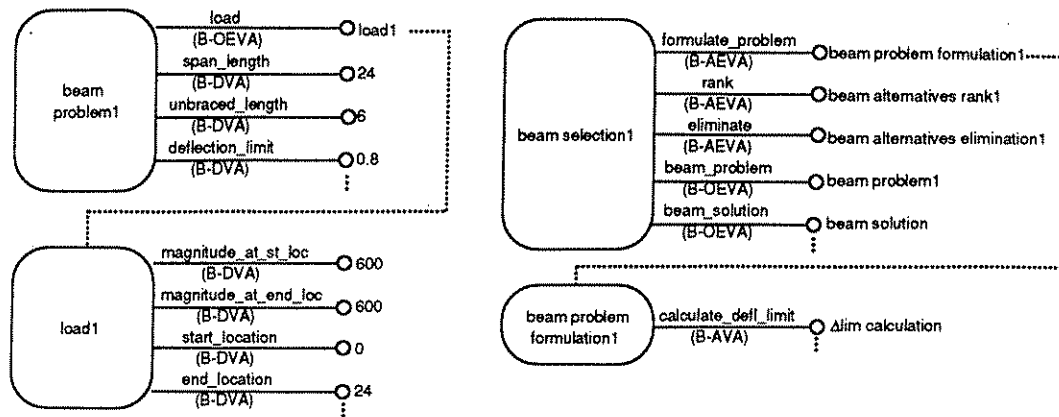 beam
problem1
load
(B-OEVA)
load1
span_length
(B-DVA)
24
unbraced_length
(B-DVA)
6
deflection_limit
(B-DVA)
0.8
load1
magnitude_at_st_loc
(B-DVA)
600
magnitude_at_end_loc
(B-DVA)
600
start_location
(B-DVA)
0
end_location
(B-DVA)
24
beam selection1
formulate_problem
(B-AEVA)
beam problem formulation1
rank
(B-AEVA)
beam alternatives rank1
eliminate
(B-AEVA)
beam alternatives elimination1
beam_problem
(B-OEVA)
beam problem1
beam_solution
(B-OEVA)
beam solution
beam problem
formulation1
calculate_defl_limit
(B-AVA)
Δlim calculation